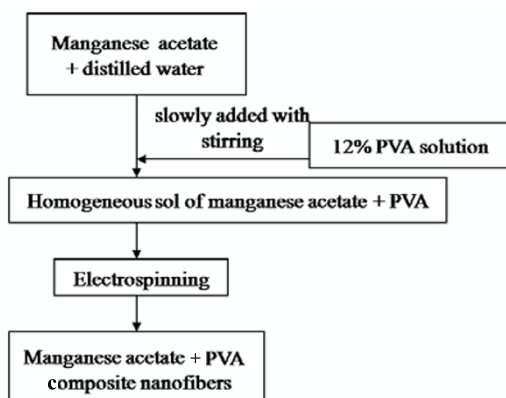 Manganese acetate
+ distilled water
slowly added with
stirring
12% PVA solution
Homogeneous sol of manganese acetate + PVA
Electrospinning
Manganese acetate + PVA
composite nanofibers